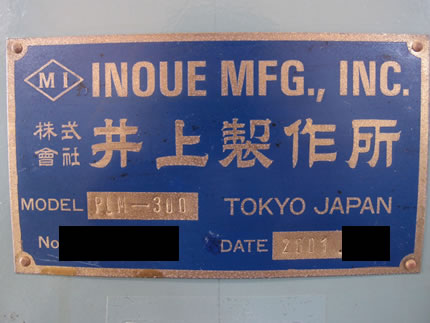 MI INOUE MFG., INC.
株式會社 井上製作所
MODEL PLM-300 TOKYO JAPAN
No DATE 2001